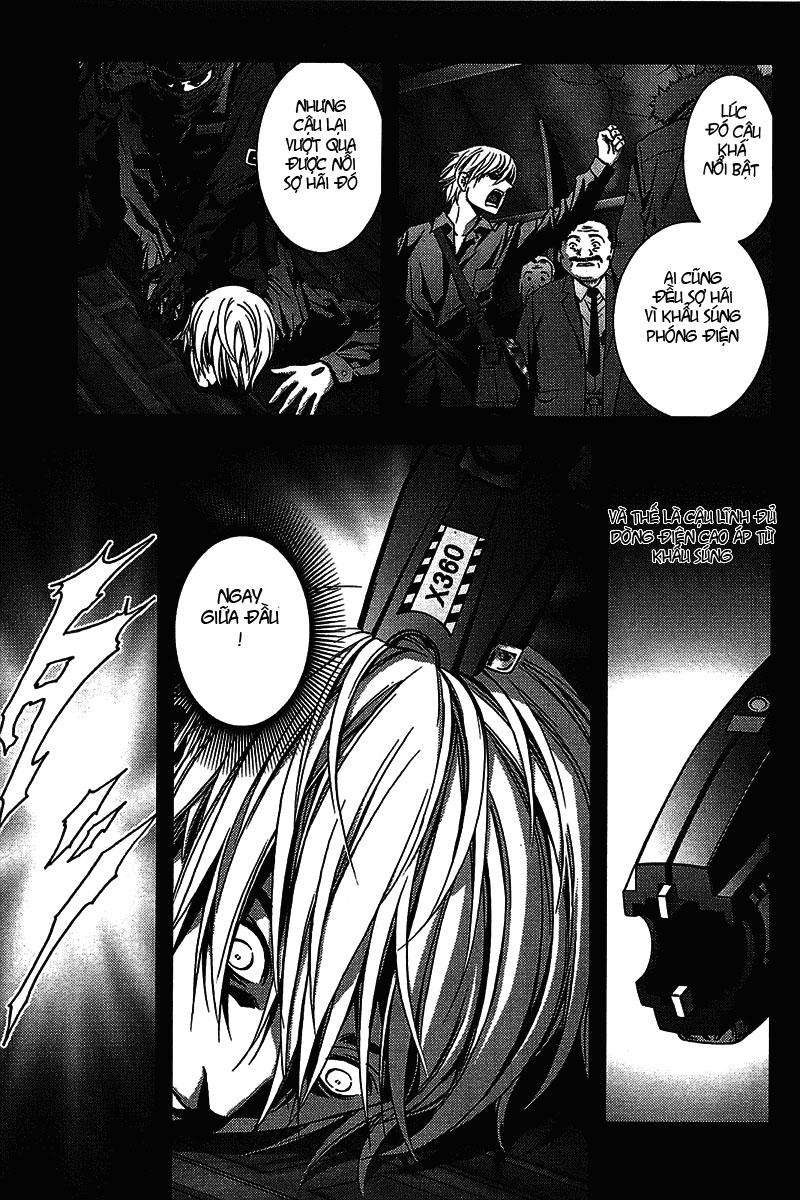 LÚC
ĐÓ CẬU
KHÁ
NỔI BẬT
AI CŨNG
ĐỀU SỢ HÃI
VÌ KHẨU SÚNG
PHÓNG ĐIỆN
NHƯNG
CẬU LẠI
VƯỢT QUA
ĐƯỢC NỖI
SỢ HÃI ĐÓ
VÀ THẾ LÀ CẬU LĨNH ĐỦ
DÒNG ĐIỆN CAO ÁP TỪ
KHẨU SÚNG
X360
NGAY
GIỮA ĐẦU
!